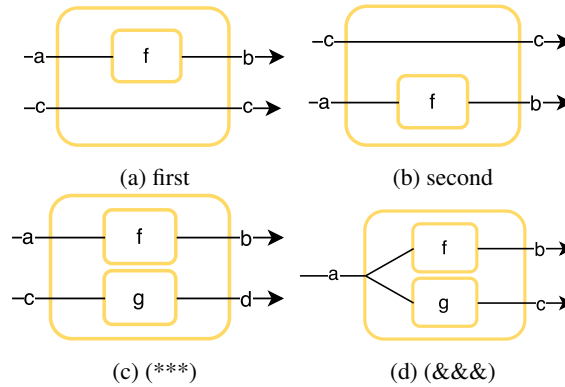 a f b
c c
(a) first
c c
a f b
(b) second
a f b
c g d
(c) (***)
f b
a
g c
(d) (&&&)